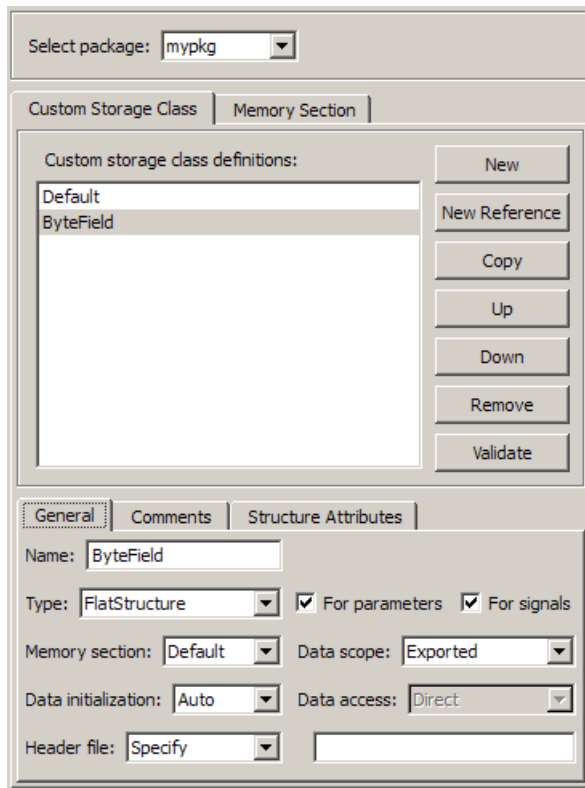 Select package: mypkg
Custom Storage Class Memory Section
Custom storage class definitions:
Default
ByteField
New
New Reference
Copy
Up
Down
Remove
Validate
General Comments Structure Attributes
Name: ByteField
Type: FlatStructure For parameters For signals
Memory section: Default Data scope: Exported
Data initialization: Auto Data access: Direct
Header file: Specify